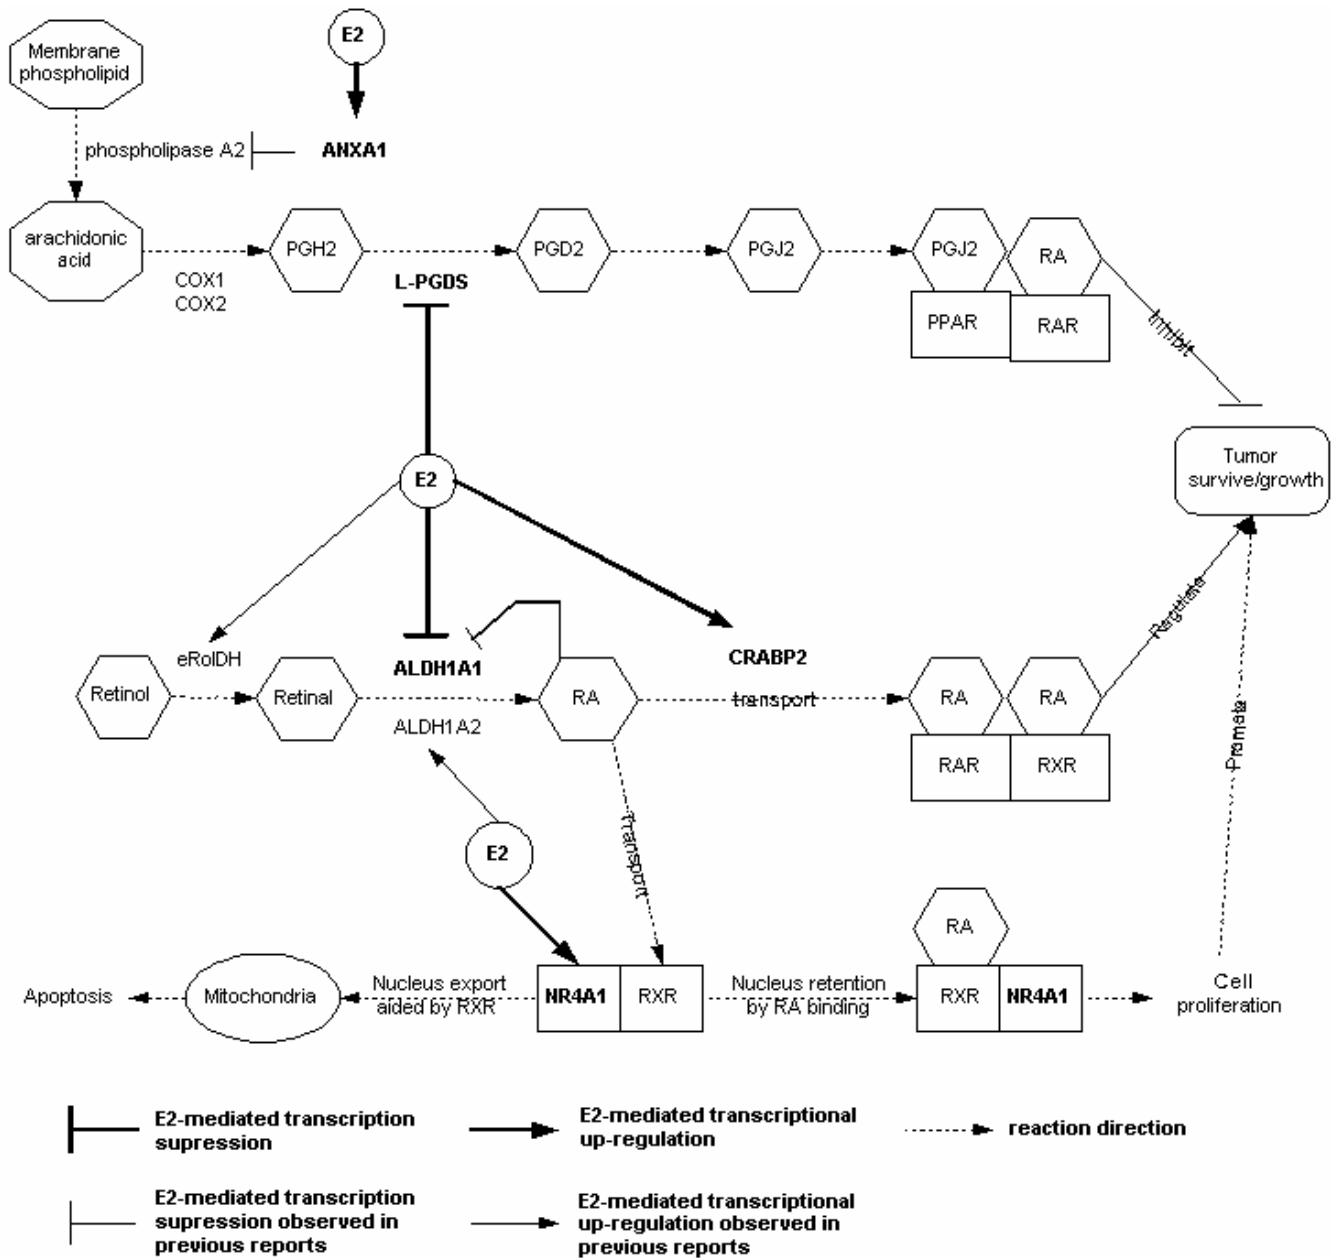 E2
Membrane
phospholipid
phospholipase A2
ANXA1
arachidonic
acid
COX1
COX2
PGH2
L-PGDS
PGD2
PGJ2
PGJ2
RA
PPAR
RAR
Inhibit
E2
Tumor
survive/growth
Regulate
Promote
eRolDH
ALDH1A1
CRABP2
Retinol
Retinal
ALDH1A2
RA
transport
RA
RA
RAR
RXR
E2
Transport
RA
Apoptosis
Mitochondria
Nucleus export
aided by RXR
NR4A1
RXR
Nucleus retention
by RA binding
RXR
NR4A1
Cell
proliferation
E2-mediated transcription
supression
E2-mediated transcriptional
up-regulation
reaction direction
E2-mediated transcription
supression observed in
previous reports
E2-mediated transcriptional
up-regulation observed in
previous reports